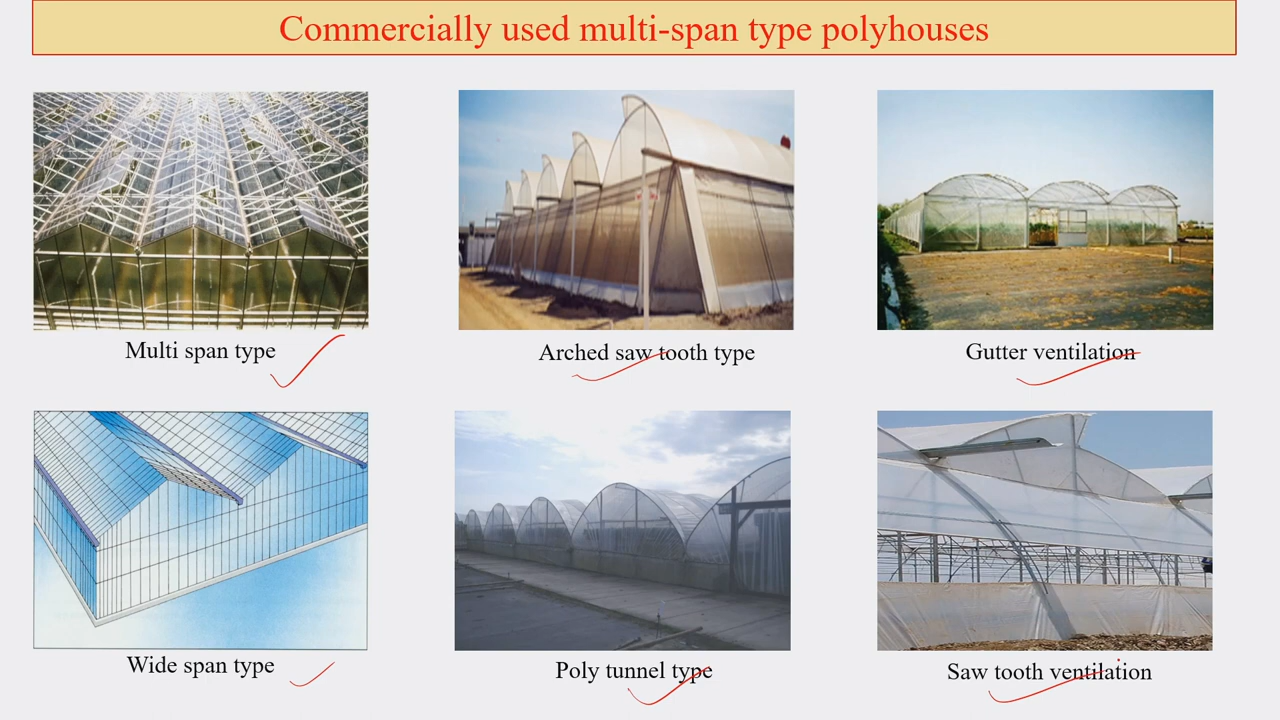 Commercially used multi-span type polyhouses
Multi span type
Arched saw tooth type
Gutter ventilation
Wide span type
Poly tunnel type
Saw tooth ventilation